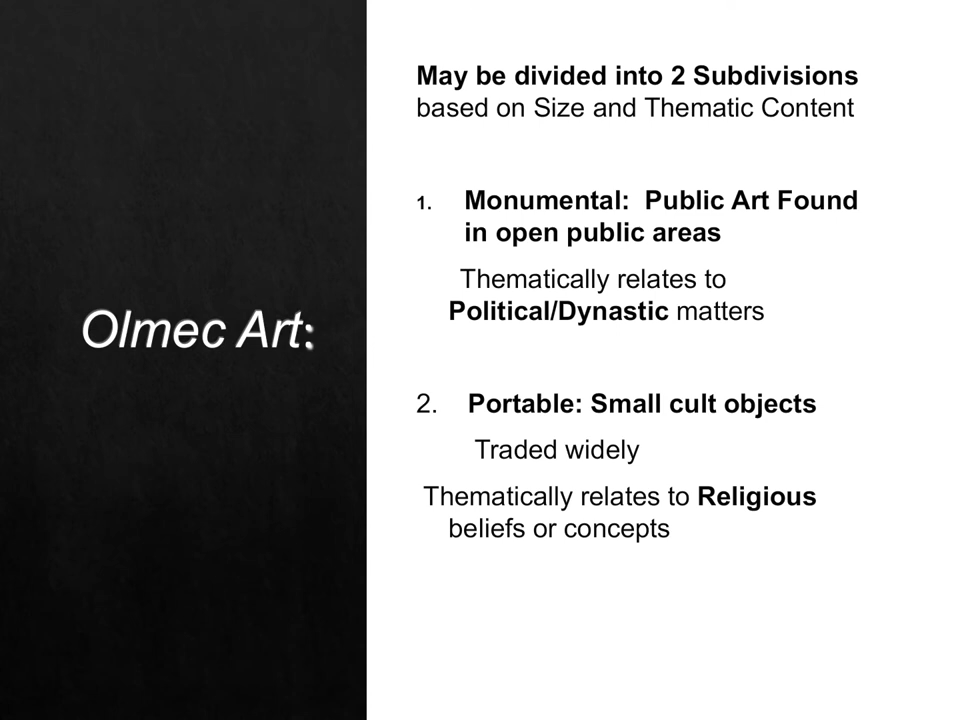 Olmec Art:
May be divided into 2 Subdivisions
based on Size and Thematic Content
1. Monumental: Public Art Found
in open public areas
Thematically relates to
Political/Dynastic matters
2. Portable: Small cult objects
Traded widely
Thematically relates to Religious
beliefs or concepts